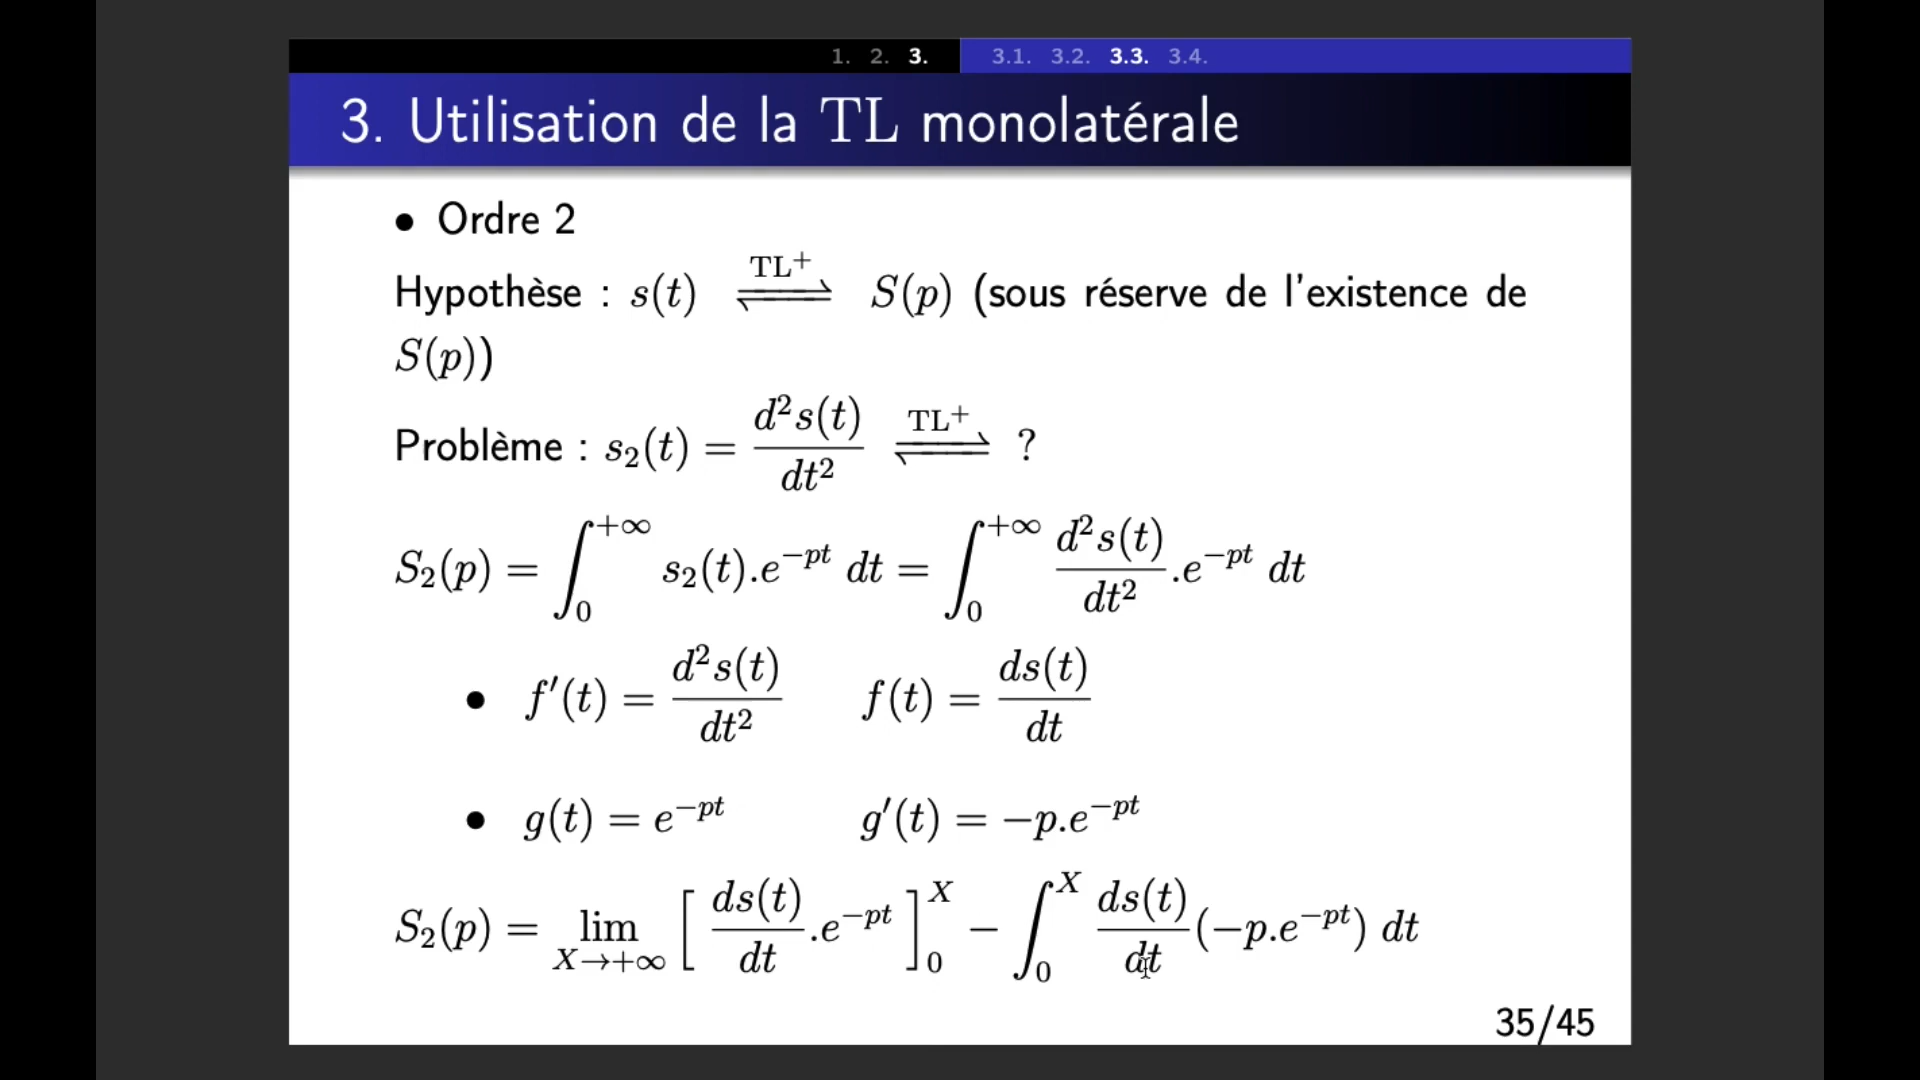 1. 2. 3. 3.1. 3.2. 3.3. 3.4.
3. Utilisation de la TL monolatérale
• Ordre 2
Hypothèse : s(t) ⇌^{TL⁺} S(p) (sous réserve de l'existence de
S(p))
Problème : s₂(t) = d²s(t)/dt² ⇌^{TL⁺} ?
S₂(p) = ∫₀^{+∞} s₂(t).e^{−pt} dt = ∫₀^{+∞} d²s(t)/dt² .e^{−pt} dt
• f′(t) = d²s(t)/dt² f(t) = ds(t)/dt
• g(t) = e^{−pt} g′(t) = −p.e^{−pt}
S₂(p) = lim_{X→+∞} [ ds(t)/dt .e^{−pt} ]₀^X − ∫₀^X ds(t)/dt (−p.e^{−pt}) dt
35/45